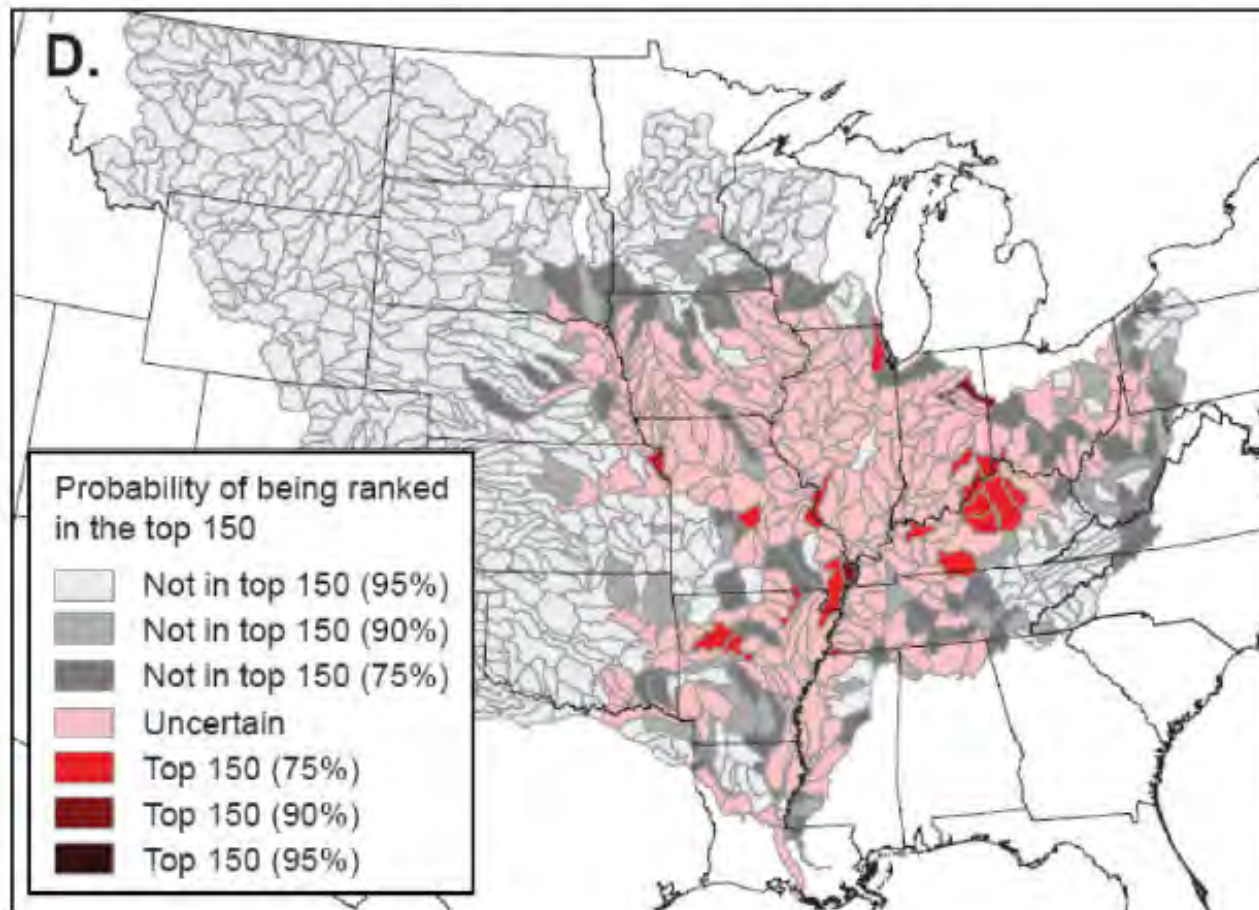 D.
Probability of being ranked
in the top 150
Not in top 150 (95%)
Not in top 150 (90%)
Not in top 150 (75%)
Uncertain
Top 150 (75%)
Top 150 (90%)
Top 150 (95%)